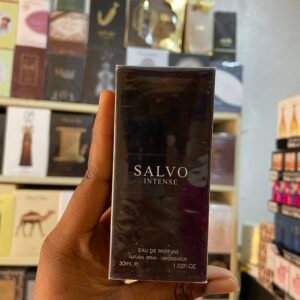 SALVO
INTENSE
EAU DE PARFUM
NATURAL SPRAY - VAPORISATEUR
30ml, e 1.02FL.OZ